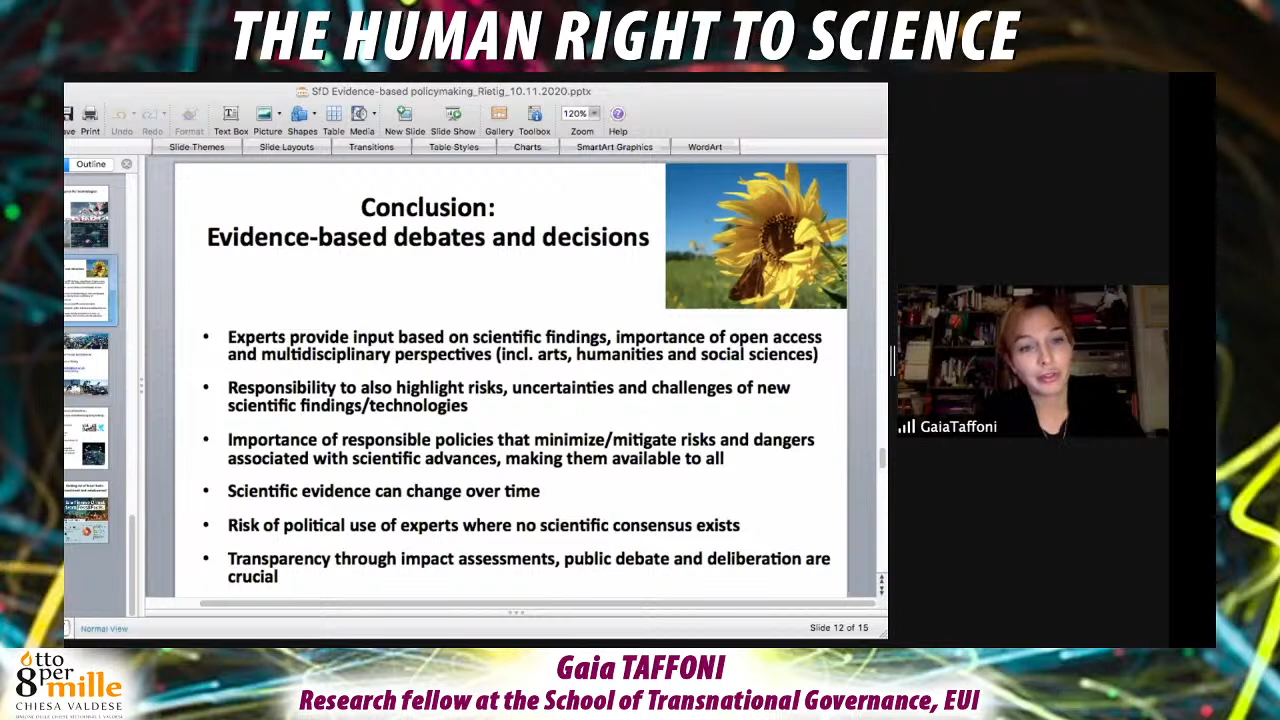 THE HUMAN RIGHT TO SCIENCE
SfD Evidence-based policymaking_Rietig_10.11.2020.pptx
120%
Print Undo Redo Format Text Box Picture Shapes Table Media New Slide Slide Show Gallery Toolbox Zoom Help
Slide Themes Slide Layouts Transitions Table Styles Charts SmartArt Graphics WordArt
Outline
Conclusion:
Evidence-based debates and decisions
• Experts provide input based on scientific findings, importance of open access
and multidisciplinary perspectives (incl. arts, humanities and social sciences)
• Responsibility to also highlight risks, uncertainties and challenges of new
scientific findings/technologies
• Importance of responsible policies that minimize/mitigate risks and dangers
associated with scientific advances, making them available to all
• Scientific evidence can change over time
• Risk of political use of experts where no scientific consensus exists
• Transparency through impact assessments, public debate and deliberation are
crucial
GaiaTaffoni
Normal View
Slide 12 of 15
otto
per
8 mille
CHIESA VALDESE
Gaia TAFFONI
Research fellow at the School of Transnational Governance, EUI